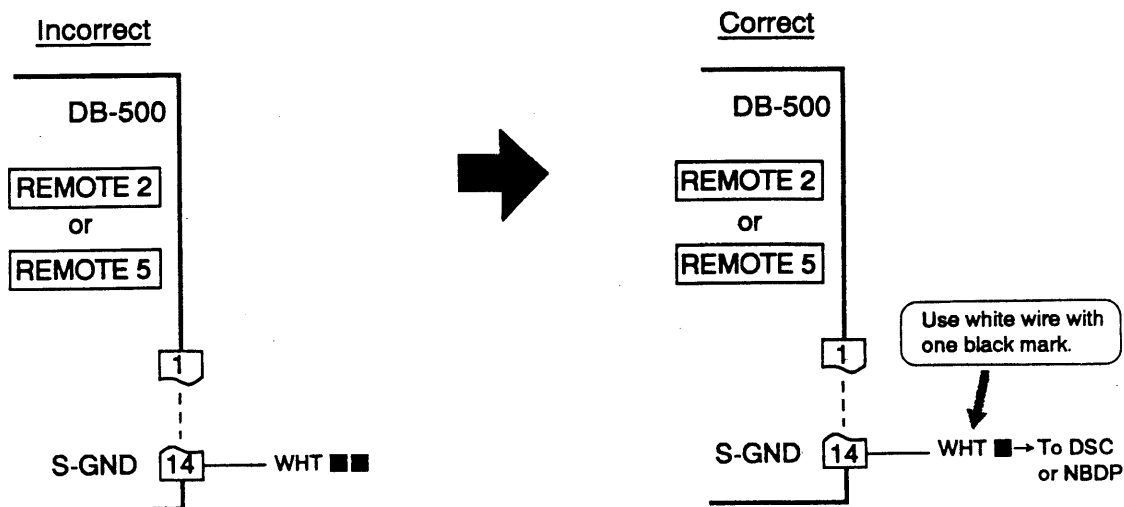 Incorrect
DB-500
REMOTE 2
or
REMOTE 5
1
S-GND 14 WHT ■■
Correct
DB-500
REMOTE 2
or
REMOTE 5
Use white wire with
one black mark.
1
S-GND 14 WHT ■→To DSC
or NBDP